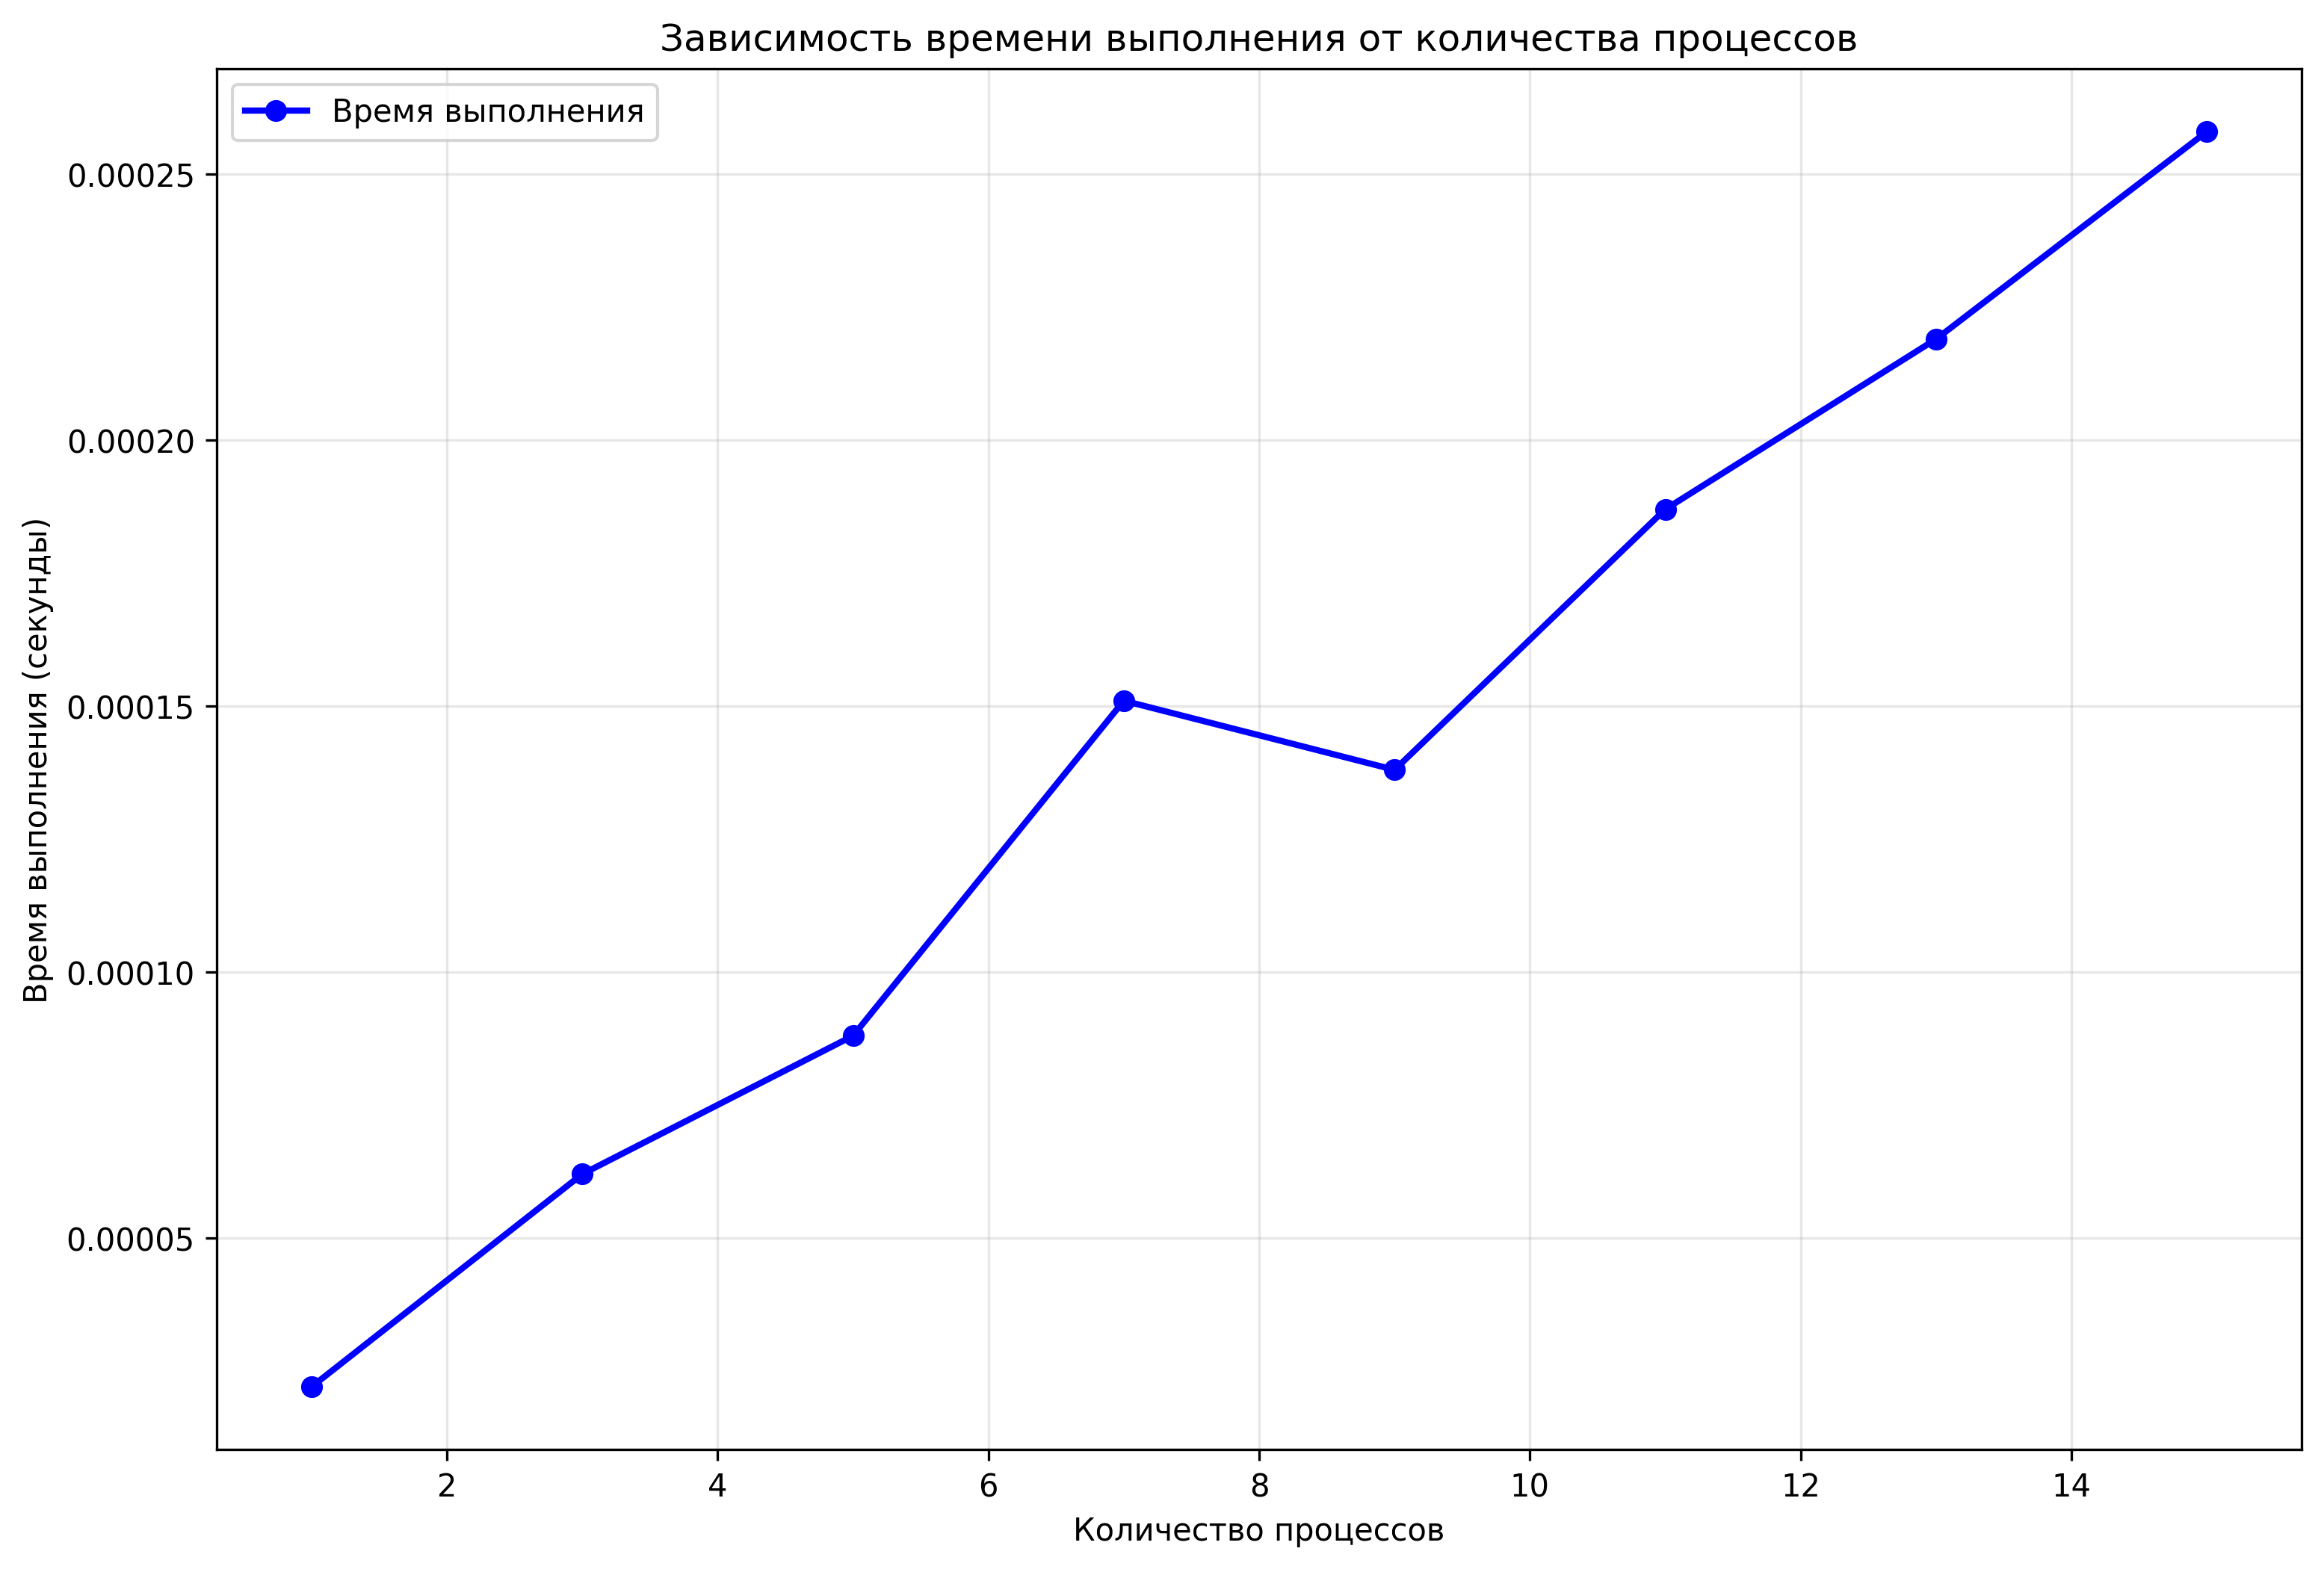 Зависимость времени выполнения от количества процессов
Время выполнения
0.00025
0.00020
0.00015
0.00010
0.00005
Время выполнения (секунды)
2 4 6 8 10 12 14
Количество процессов